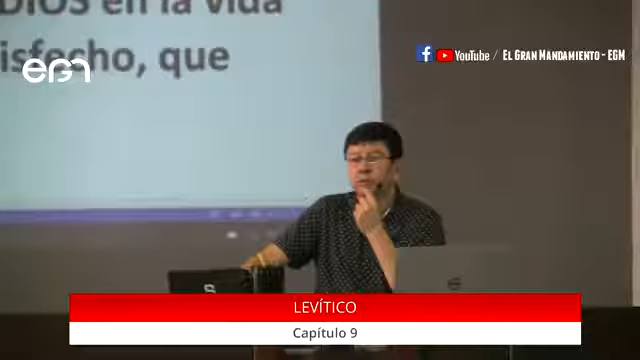 DIOS en la vida
isfecho, que
EGM
YouTube / EL GRAN MANDAMIENTO - EGM
LEVÍTICO
Capítulo 9